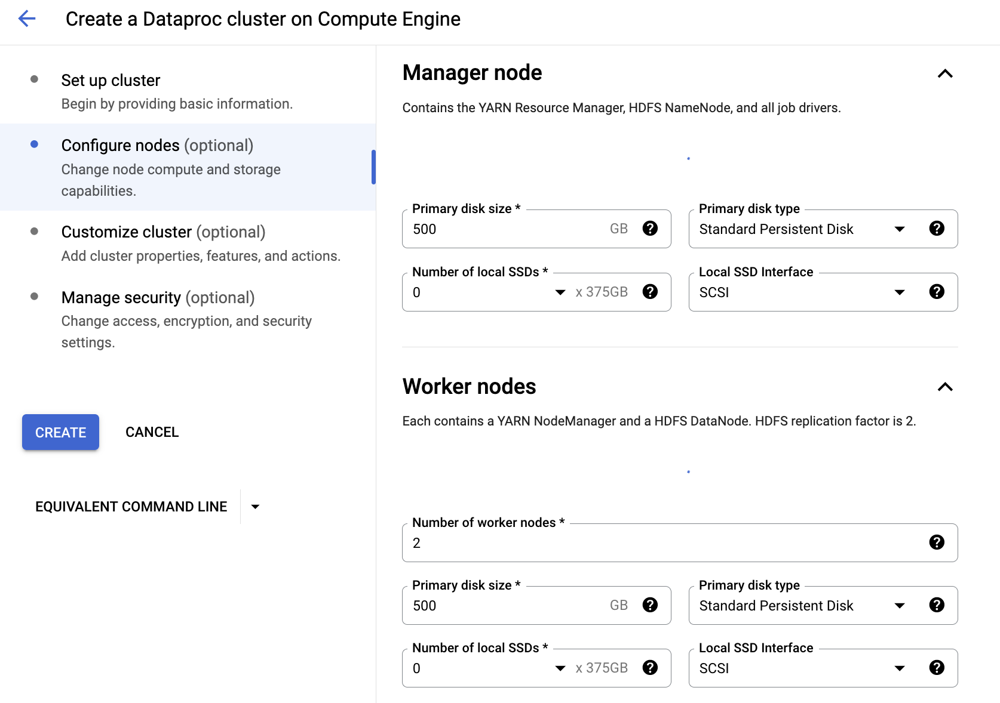 Create a Dataproc cluster on Compute Engine
Set up cluster
Begin by providing basic information.
Configure nodes (optional)
Change node compute and storage
capabilities.
Customize cluster (optional)
Add cluster properties, features, and actions.
Manage security (optional)
Change access, encryption, and security
settings.
CREATE CANCEL
EQUIVALENT COMMAND LINE
Manager node
Contains the YARN Resource Manager, HDFS NameNode, and all job drivers.
Primary disk size *
500 GB
Primary disk type
Standard Persistent Disk
Number of local SSDs *
0 x 375GB
Local SSD Interface
SCSI
Worker nodes
Each contains a YARN NodeManager and a HDFS DataNode. HDFS replication factor is 2.
Number of worker nodes *
2
Primary disk size *
500 GB
Primary disk type
Standard Persistent Disk
Number of local SSDs *
0 x 375GB
Local SSD Interface
SCSI